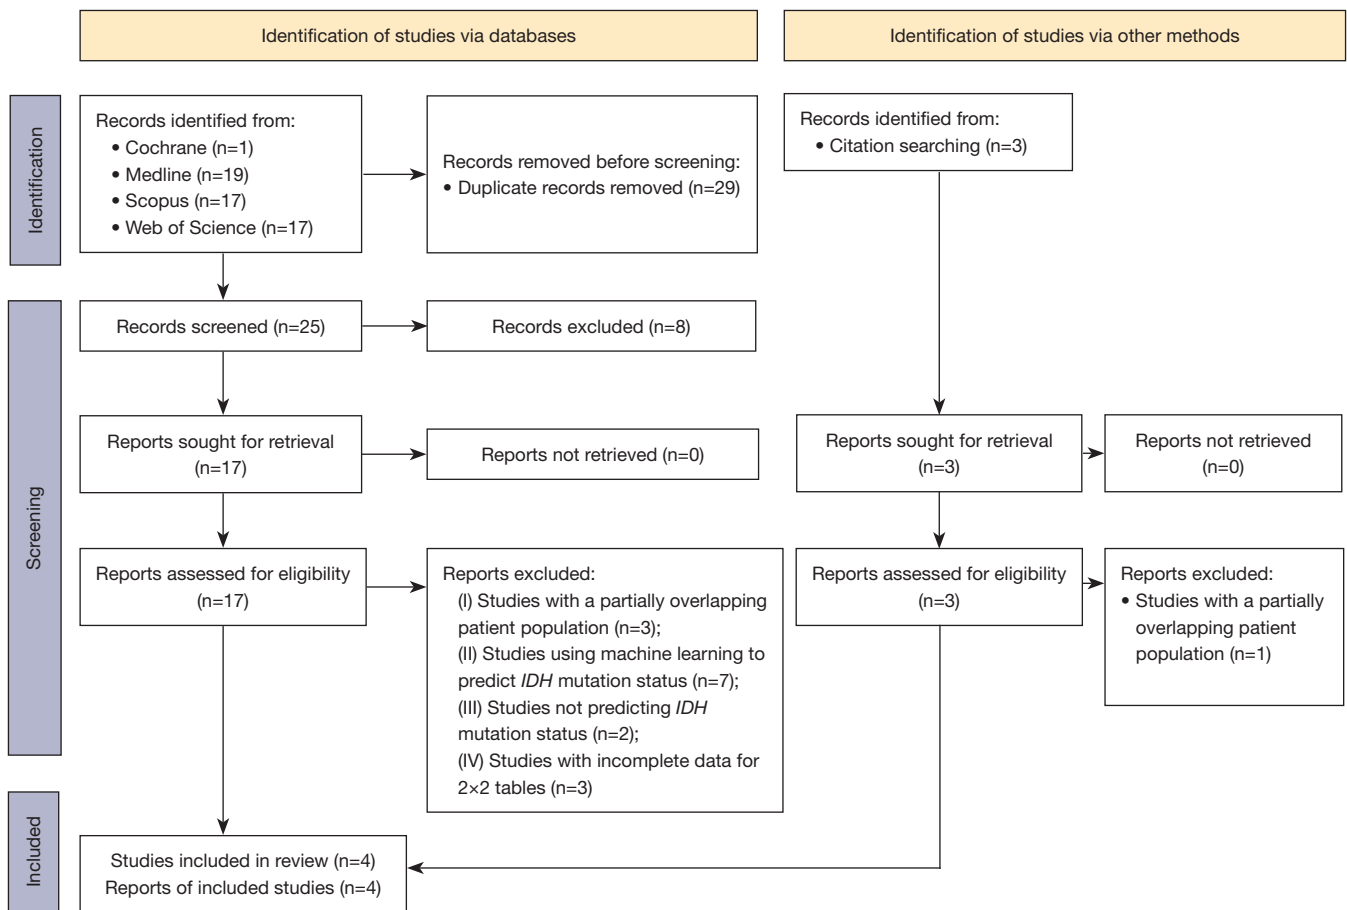 Identification of studies via databases
Identification of studies via other methods
Identification
Records identified from:
• Cochrane (n=1)
• Medline (n=19)
• Scopus (n=17)
• Web of Science (n=17)
Records removed before screening:
• Duplicate records removed (n=29)
Records identified from:
• Citation searching (n=3)
Screening
Records screened (n=25)
Records excluded (n=8)
Reports sought for retrieval
(n=17)
Reports not retrieved (n=0)
Reports sought for retrieval
(n=3)
Reports not retrieved
(n=0)
Reports assessed for eligibility
(n=17)
Reports excluded:
(I) Studies with a partially overlapping
patient population (n=3);
(II) Studies using machine learning to
predict IDH mutation status (n=7);
(III) Studies not predicting IDH
mutation status (n=2);
(IV) Studies with incomplete data for
2×2 tables (n=3)
Reports assessed for eligibility
(n=3)
Reports excluded:
• Studies with a partially
overlapping patient
population (n=1)
Included
Studies included in review (n=4)
Reports of included studies (n=4)